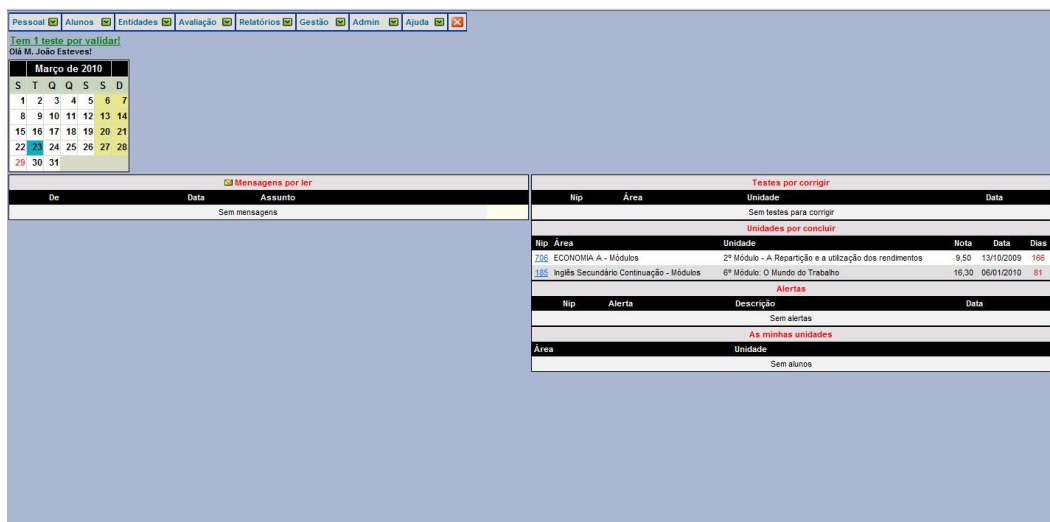 Pessoal Alunos Entidades Avaliação Relatórios Gestão Admin Ajuda
Tem 1 teste por validar!
Olá M. João Esteves!
Março de 2010
S T Q Q S S D
1 2 3 4 5 6 7
8 9 10 11 12 13 14
15 16 17 18 19 20 21
22 23 24 25 26 27 28
29 30 31
Mensagens por ler
De Data Assunto
Sem mensagens
Testes por corrigir
Nip Área Unidade Data
Sem testes para corrigir
Unidades por concluir
Nip Área Unidade Nota Data Dias
706 ECONOMIA A - Módulos 2º Módulo - A Repartição e a utilização dos rendimentos 9,50 13/10/2009 166
185 Inglês Secundário Continuação - Módulos 6º Módulo: O Mundo do Trabalho 16,30 06/01/2010 81
Alertas
Nip Alerta Descrição Data
Sem alertas
As minhas unidades
Área Unidade
Sem alunos